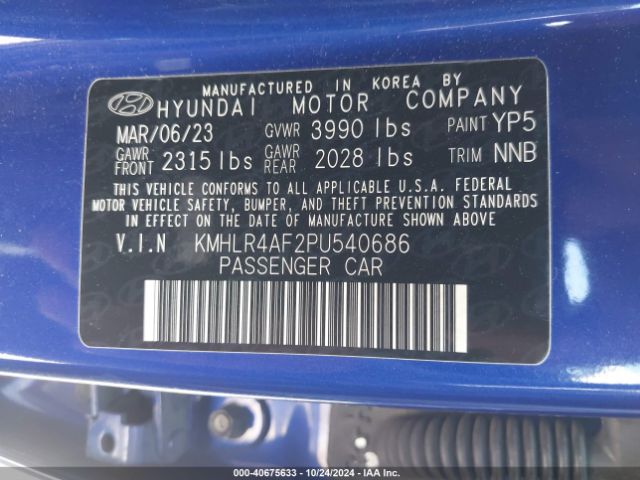 MANUFACTURED IN KOREA BY
HYUNDAI MOTOR COMPANY
MAR/06/23 GVWR 3990 lbs PAINT YP5
GAWR FRONT 2315 lbs GAWR REAR 2028 lbs TRIM NNB
THIS VEHICLE CONFORMS TO ALL APPLICABLE U.S.A. FEDERAL
MOTOR VEHICLE SAFETY, BUMPER, AND THEFT PREVENTION STANDARDS
IN EFFECT ON THE DATE OF MANUFACTURE SHOWN ABOVE
V.I.N KMHLR4AF2PU540686
PASSENGER CAR
000-40675633 - 10/24/2024 - IAA Inc.